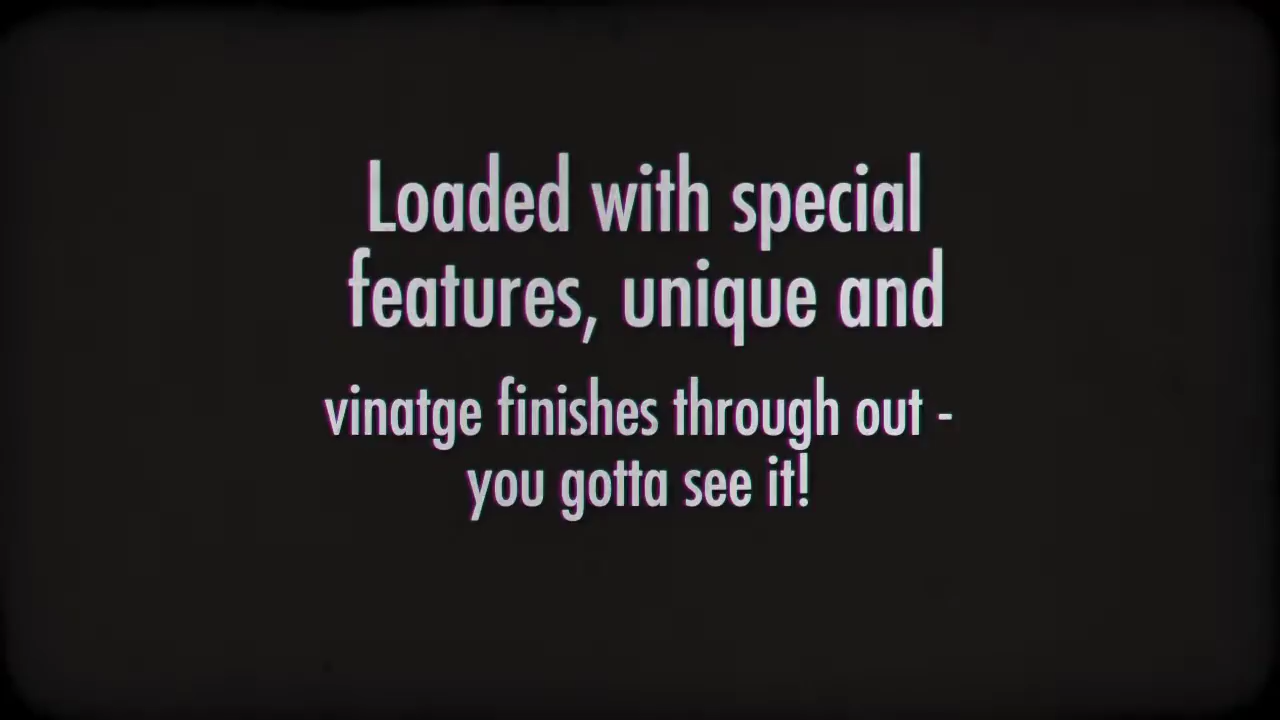 Loaded with special
features, unique and
vinatge finishes through out -
you gotta see it!